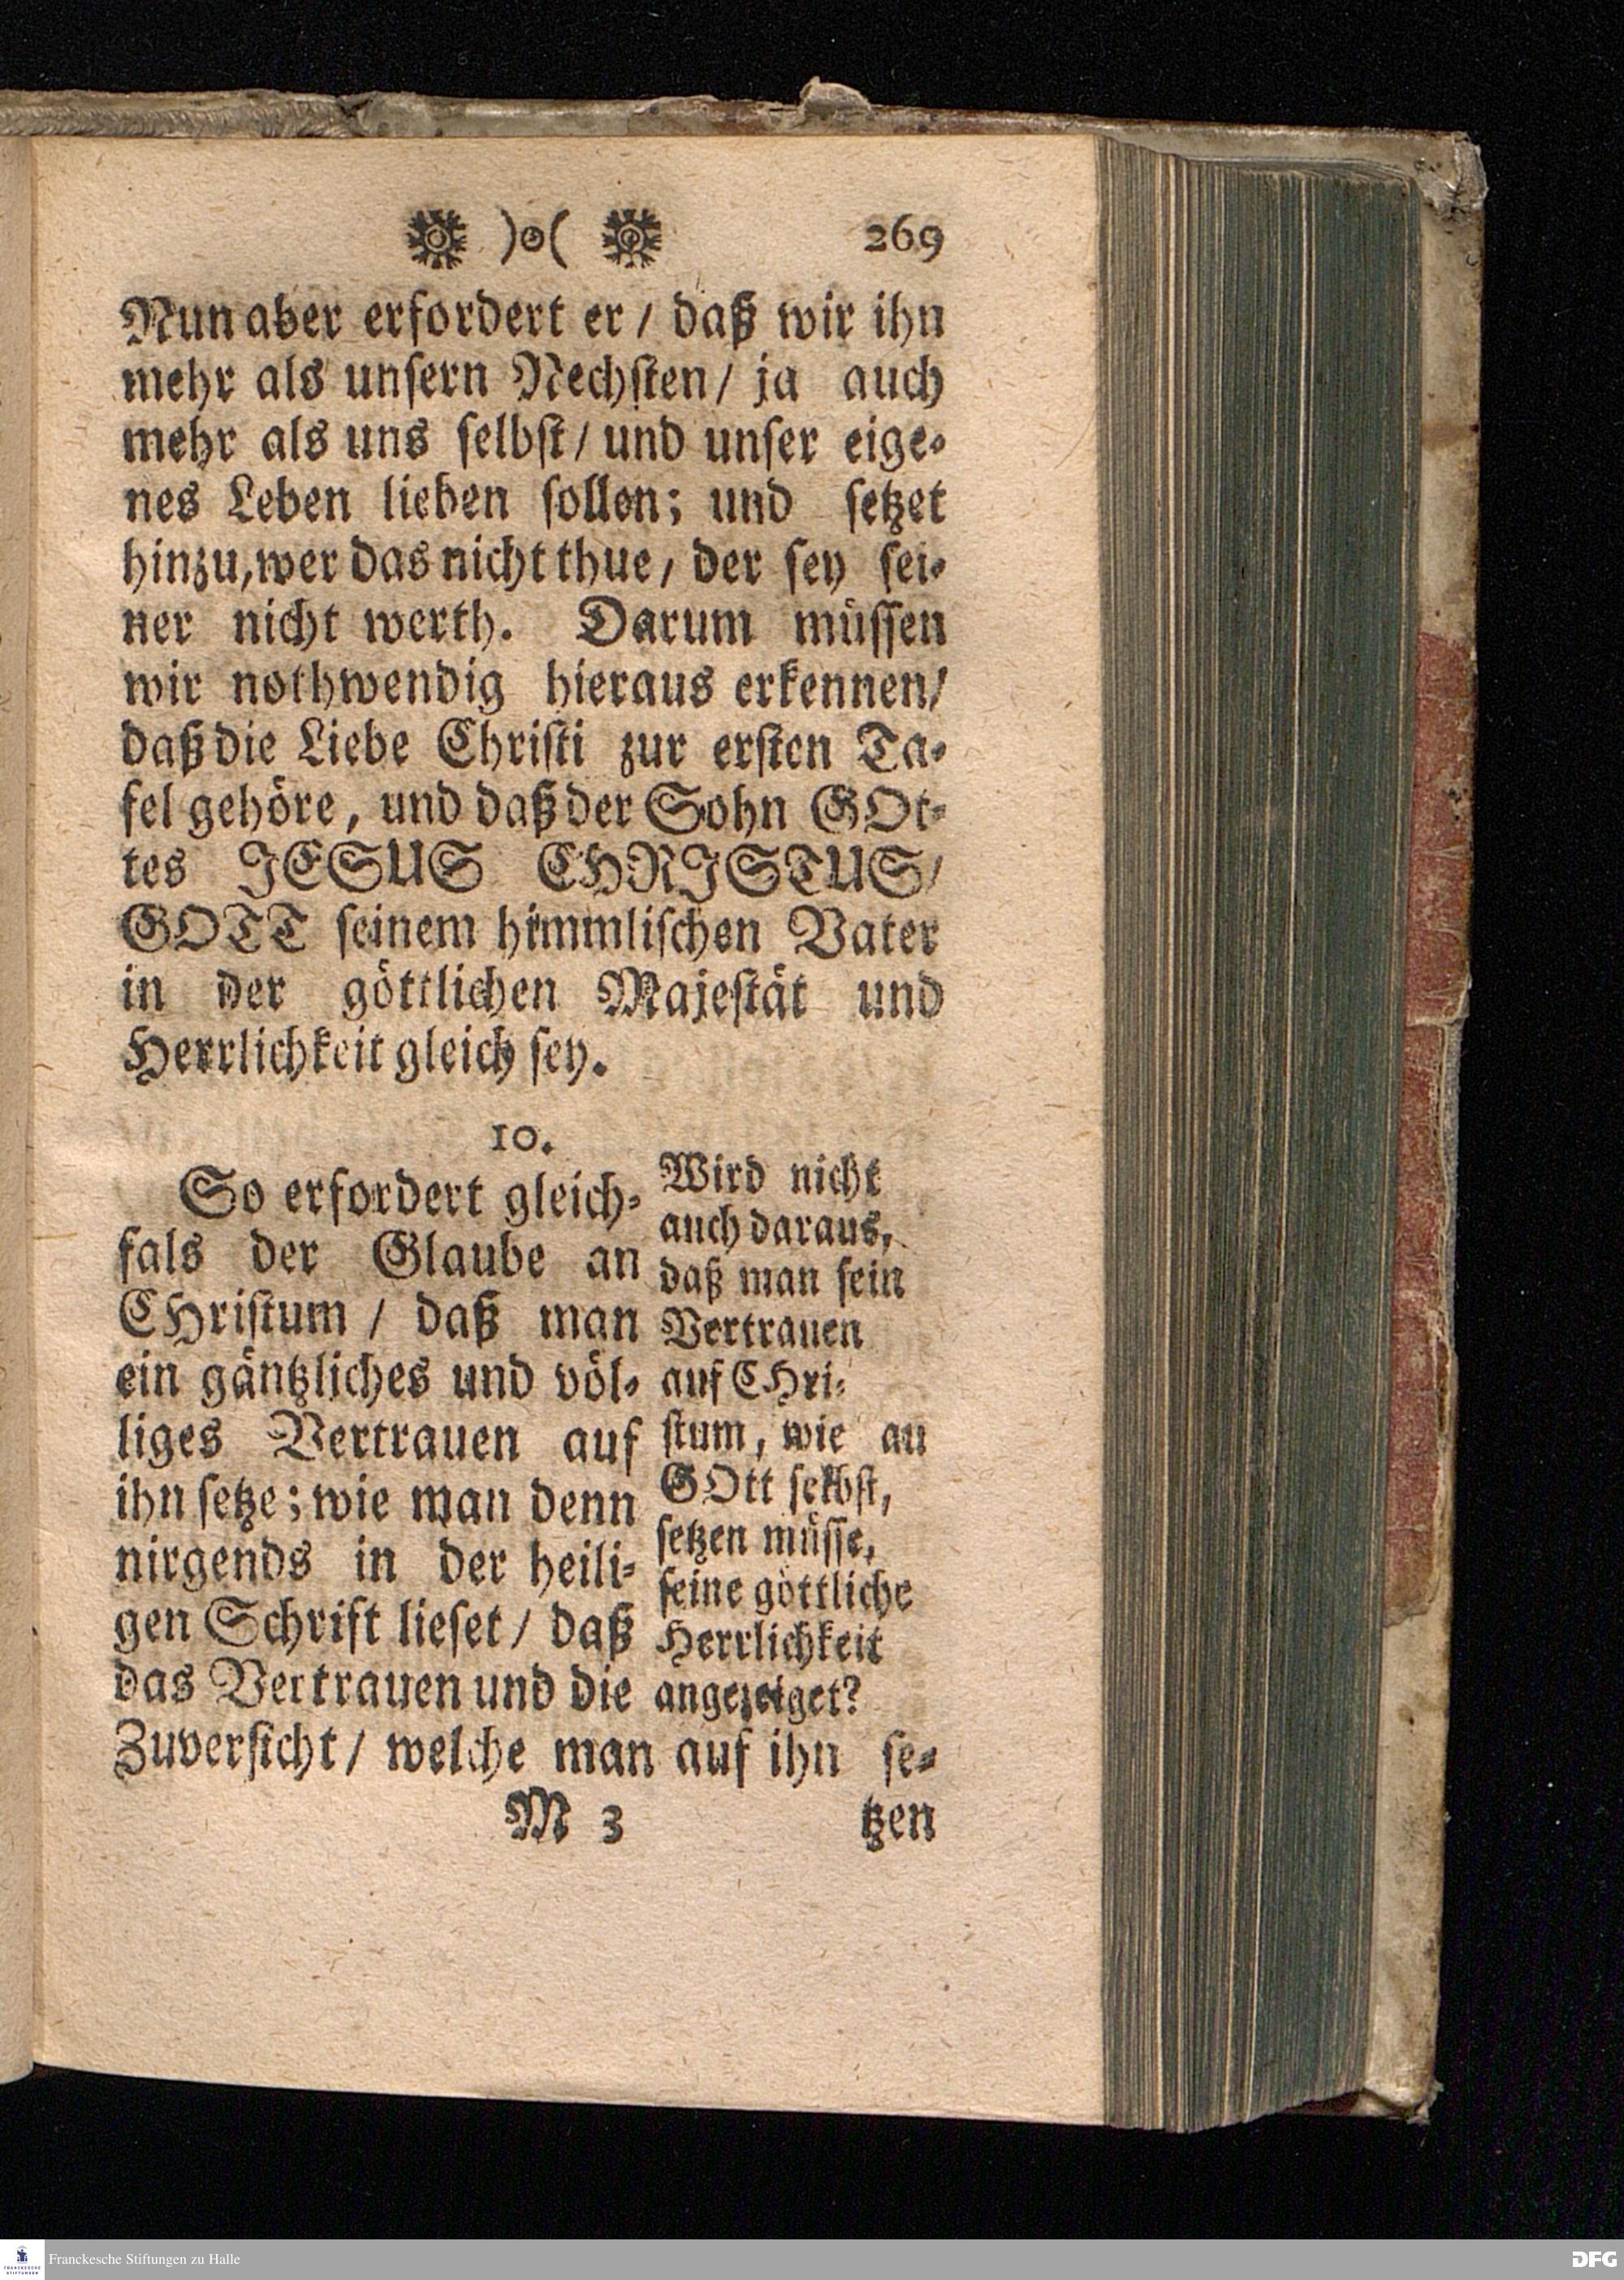 )o( 269
Nun aber erfordert er / daß wir ihn
mehr als unsern Nechsten / ja auch
mehr als uns selbst / und unser eige-
nes Leben lieben sollen; und setzet
hinzu, wer das nicht thue / der sey sei-
ner nicht werth. Darum müssen
wir nothwendig hieraus erkennen /
daß die Liebe Christi zur ersten Ta-
fel gehöre, und daß der Sohn GOt-
tes JESUS CHRISTUS /
GOTT seinem himmlischen Vater
in der göttlichen Majestät und
Herrlichkeit gleich sey.
10.
So erfordert gleich-
fals der Glaube an
CHristum / daß man
ein gäntzliches und völ-
liges Vertrauen auf
ihn setze; wie man denn
nirgends in der heili-
gen Schrift lieset / daß
das Vertrauen und die
Zuversicht / welche man auf ihn se-
Wird nicht
auch daraus,
daß man sein
Vertrauen
auf CHri-
stum, wie an
GOtt selbst,
setzen müsse,
seine göttliche
Herrlichkeit
angezeiget?
M 3 tzen
FRANCKESCHE STIFTUNGEN
Franckesche Stiftungen zu Halle
DFG